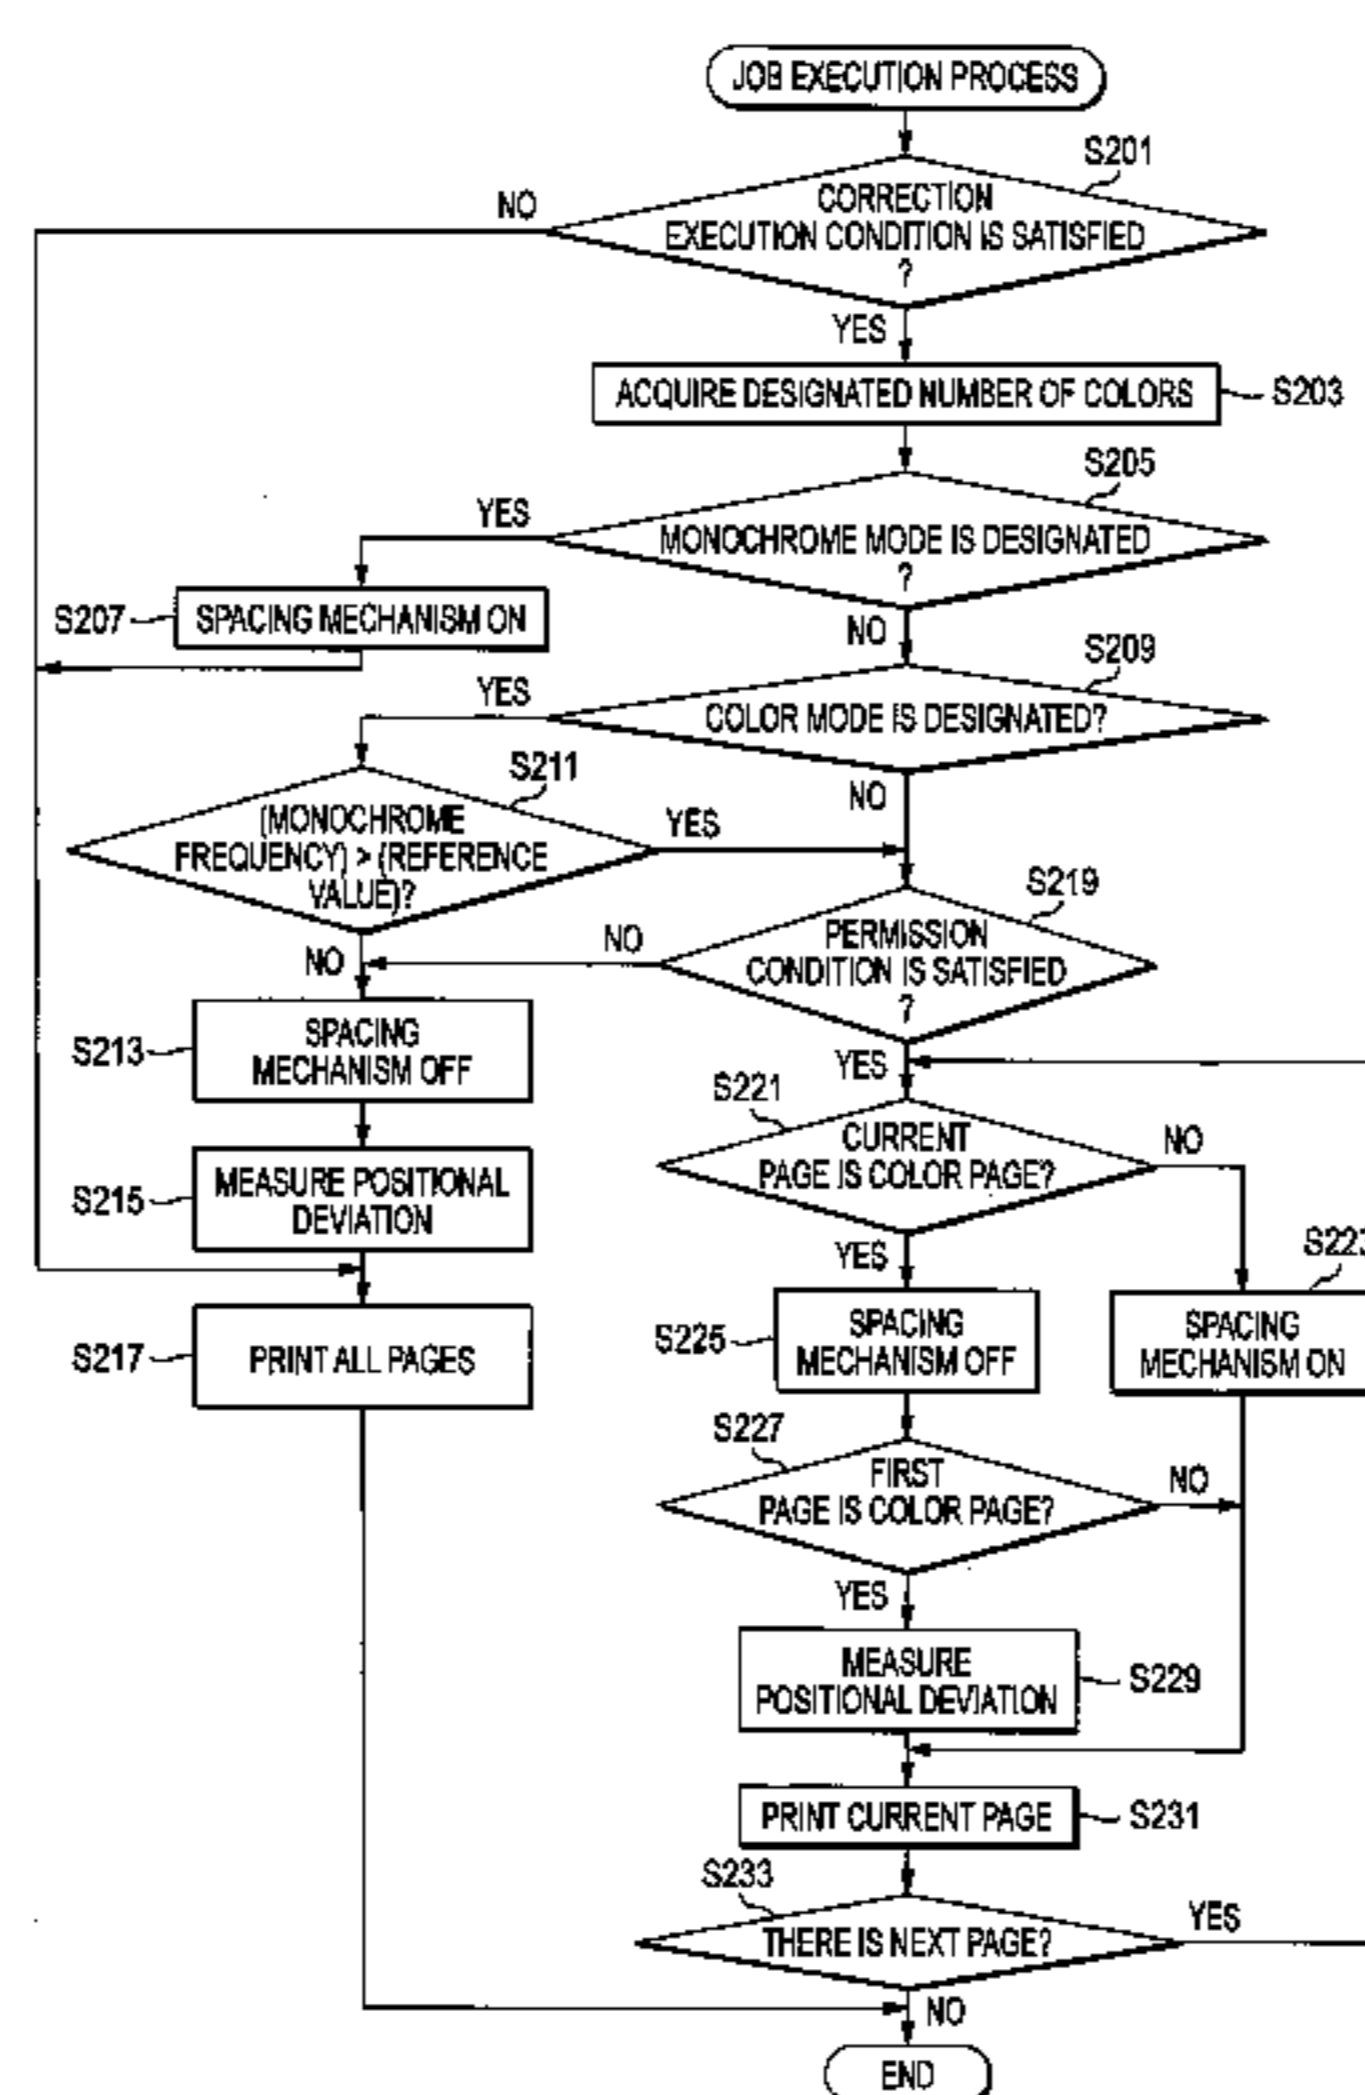 JOB EXECUTION PROCESS
S201
NO
CORRECTION
EXECUTION CONDITION IS SATISFIED
?
YES
ACQUIRE DESIGNATED NUMBER OF COLORS
S203
S205
YES
MONOCHROME MODE IS DESIGNATED
?
S207
SPACING MECHANISM ON
NO
S209
YES
COLOR MODE IS DESIGNATED?
S211
NO
(MONOCHROME
FREQUENCY) > (REFERENCE
VALUE)?
YES
S219
NO
NO
PERMISSION
CONDITION IS SATISFIED
?
S213
SPACING
MECHANISM OFF
YES
S221
CURRENT
PAGE IS COLOR PAGE?
NO
S215
MEASURE POSITIONAL
DEVIATION
YES
S223
S217
PRINT ALL PAGES
S225
SPACING
MECHANISM OFF
SPACING
MECHANISM ON
S227
FIRST
PAGE IS COLOR PAGE?
NO
YES
MEASURE
POSITIONAL DEVIATION
S229
PRINT CURRENT PAGE
S231
S233
THERE IS NEXT PAGE?
YES
NO
END